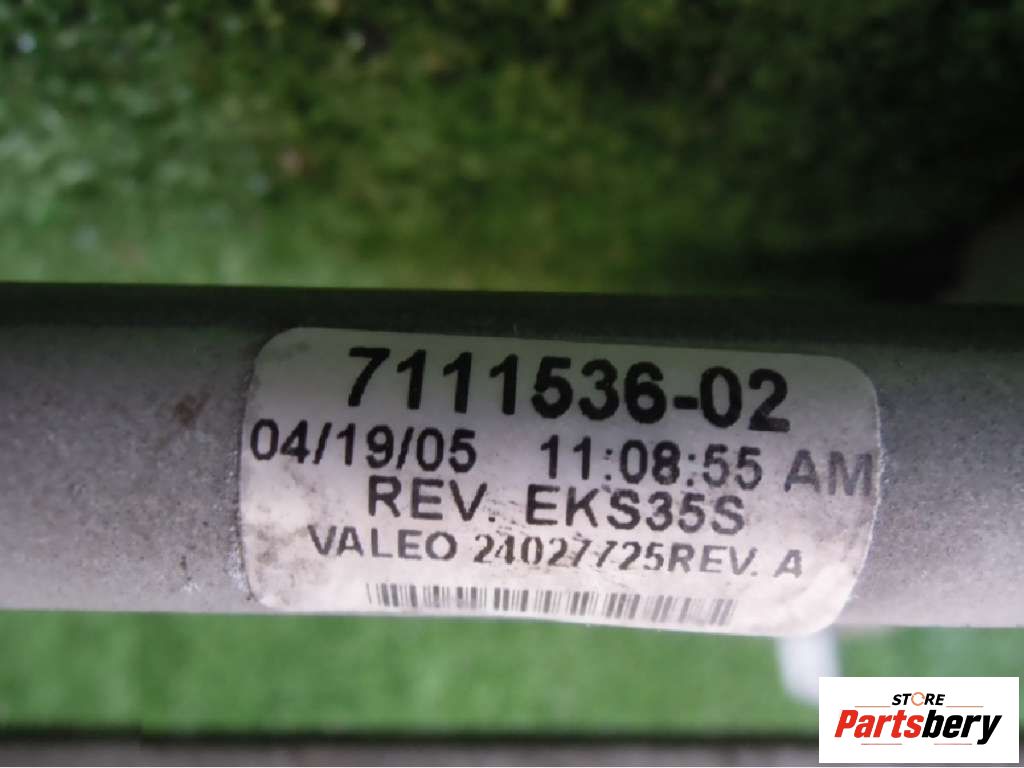 7111536-02
04/19/05 11:08:55 AM
REV. EKS35S
VALEO 24027725REV. A
STORE
Partsbery